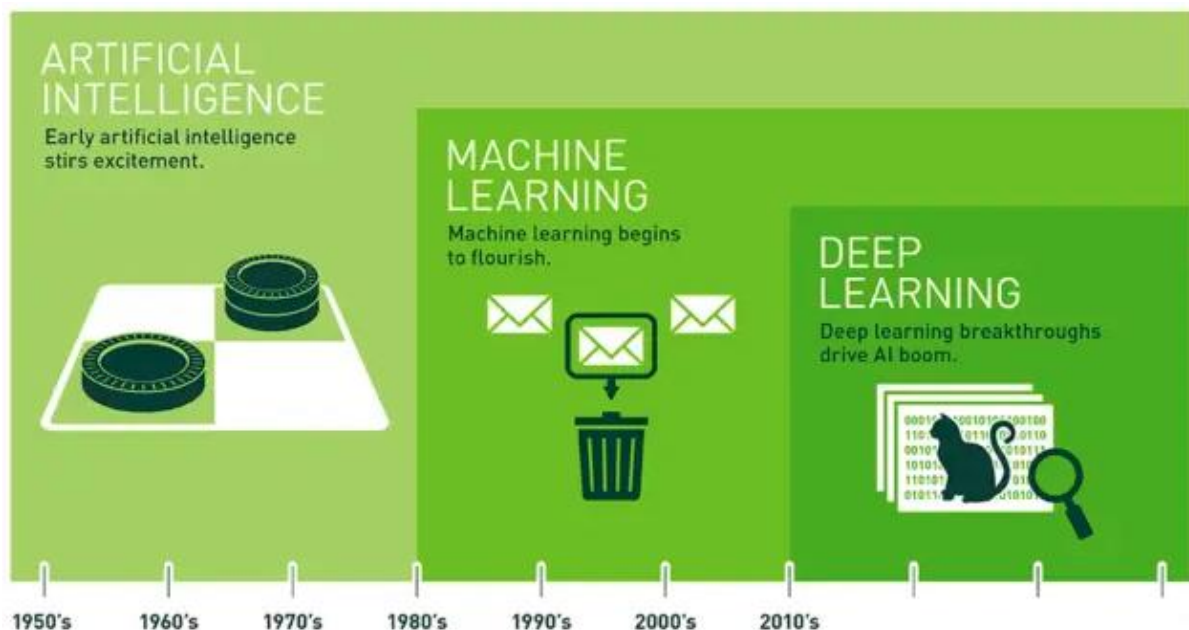 ARTIFICIAL
INTELLIGENCE
Early artificial intelligence
stirs excitement.
MACHINE
LEARNING
Machine learning begins
to flourish.
DEEP
LEARNING
Deep learning breakthroughs
drive AI boom.
1950's 1960's 1970's 1980's 1990's 2000's 2010's